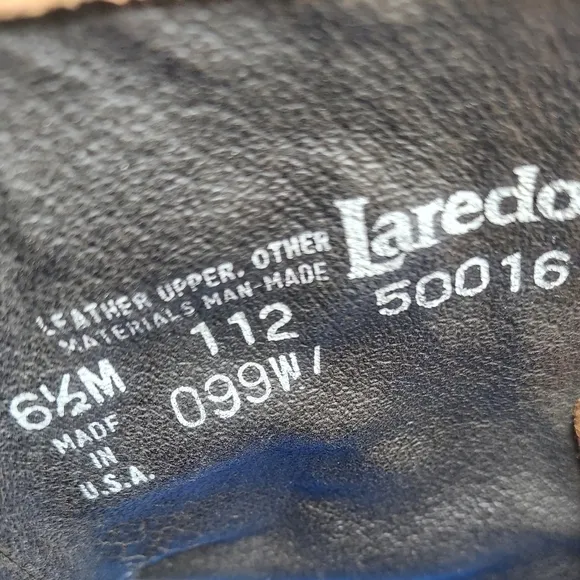 LEATHER UPPER. OTHER
MATERIALS MAN-MADE
Laredo
6½M 112 50016
099W/
MADE
IN
U.S.A.